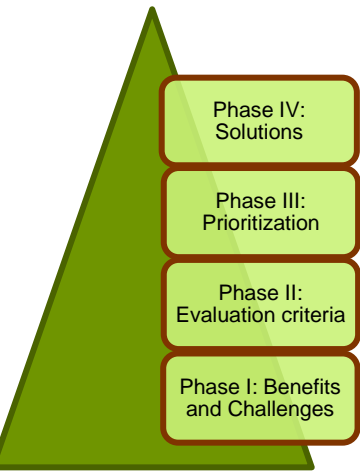 Phase IV:
Solutions
Phase III:
Prioritization
Phase II:
Evaluation criteria
Phase I: Benefits
and Challenges